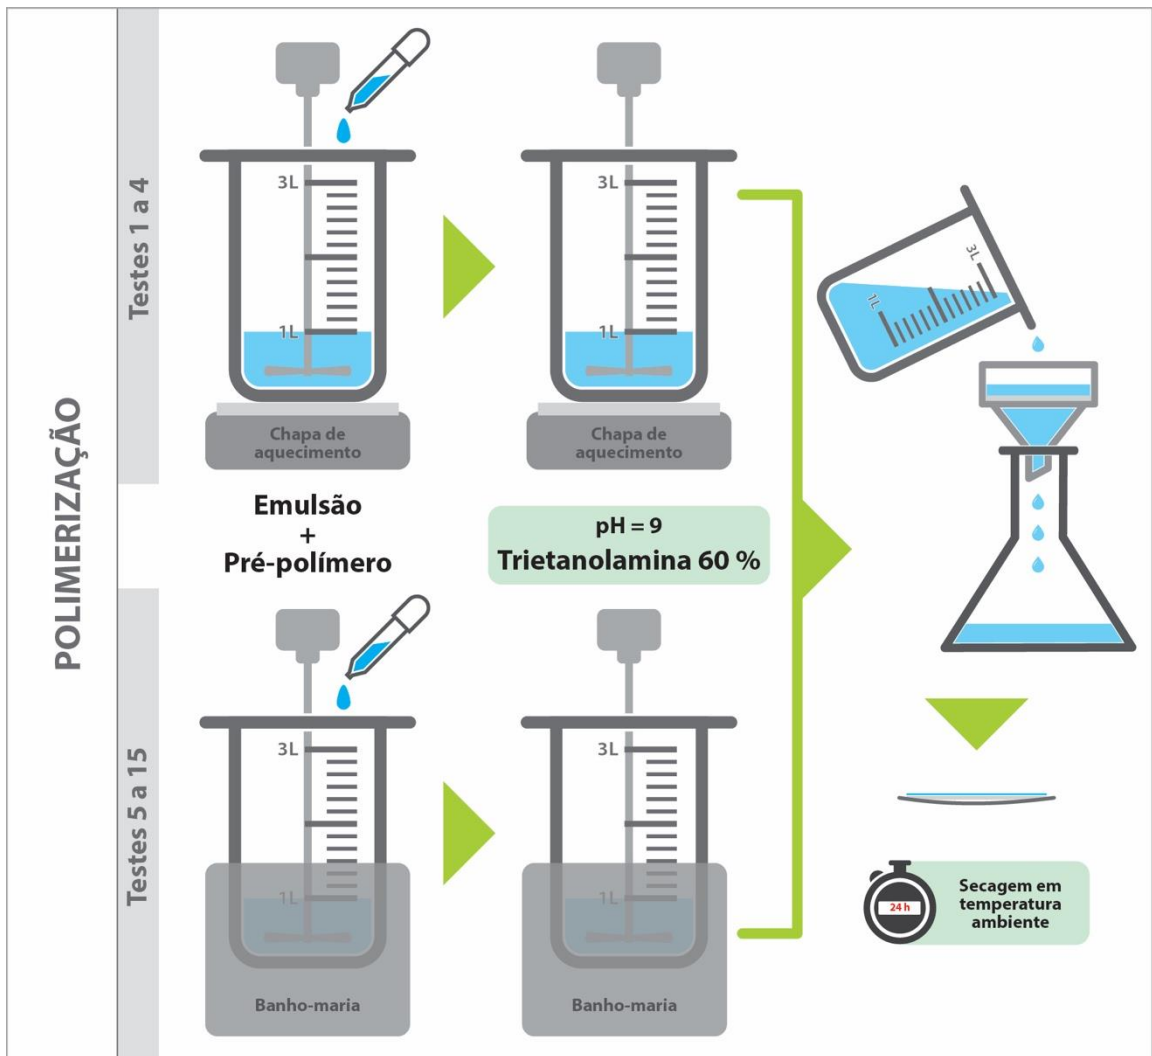 POLIMERIZAÇÃO
Testes 1 a 4
3L
1L
Chapa de
aquecimento
3L
1L
Chapa de
aquecimento
3L
1L
Emulsão
+
Pré-polímero
pH = 9
Trietanolamina 60 %
Testes 5 a 15
3L
1L
Banho-maria
3L
1L
Banho-maria
24 h
Secagem em
temperatura
ambiente